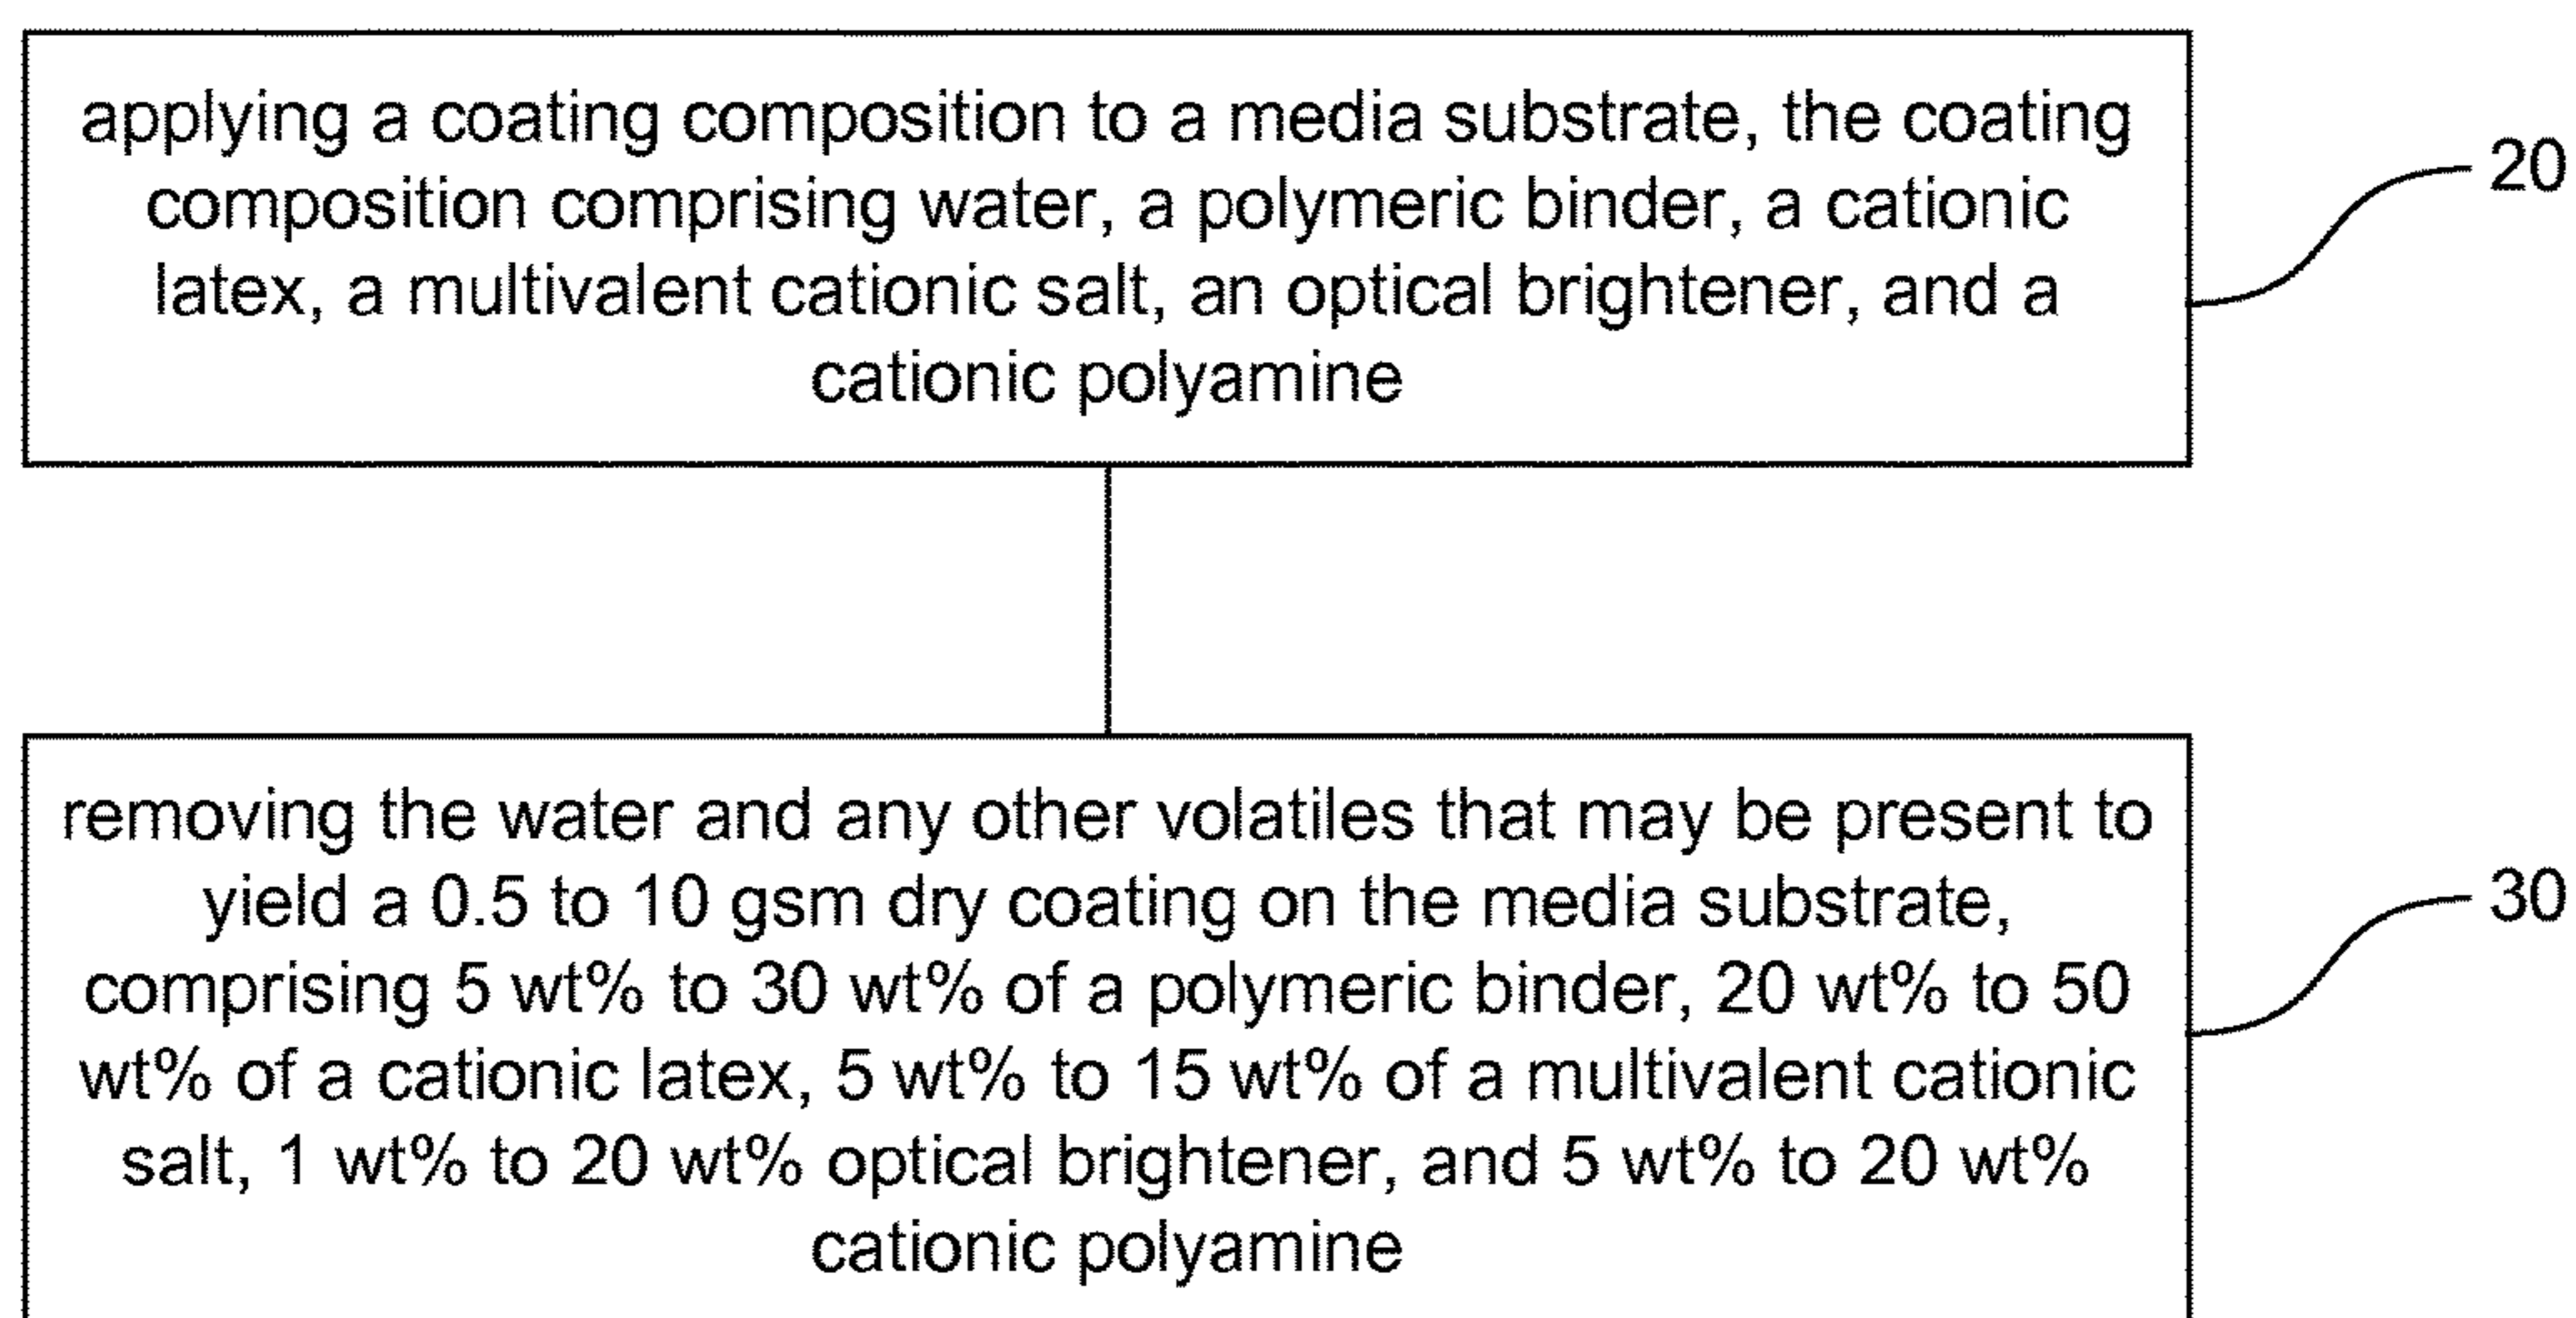 applying a coating composition to a media substrate, the coating
composition comprising water, a polymeric binder, a cationic
latex, a multivalent cationic salt, an optical brightener, and a
cationic polyamine
20
removing the water and any other volatiles that may be present to
yield a 0.5 to 10 gsm dry coating on the media substrate,
comprising 5 wt% to 30 wt% of a polymeric binder, 20 wt% to 50
wt% of a cationic latex, 5 wt% to 15 wt% of a multivalent cationic
salt, 1 wt% to 20 wt% optical brightener, and 5 wt% to 20 wt%
cationic polyamine
30